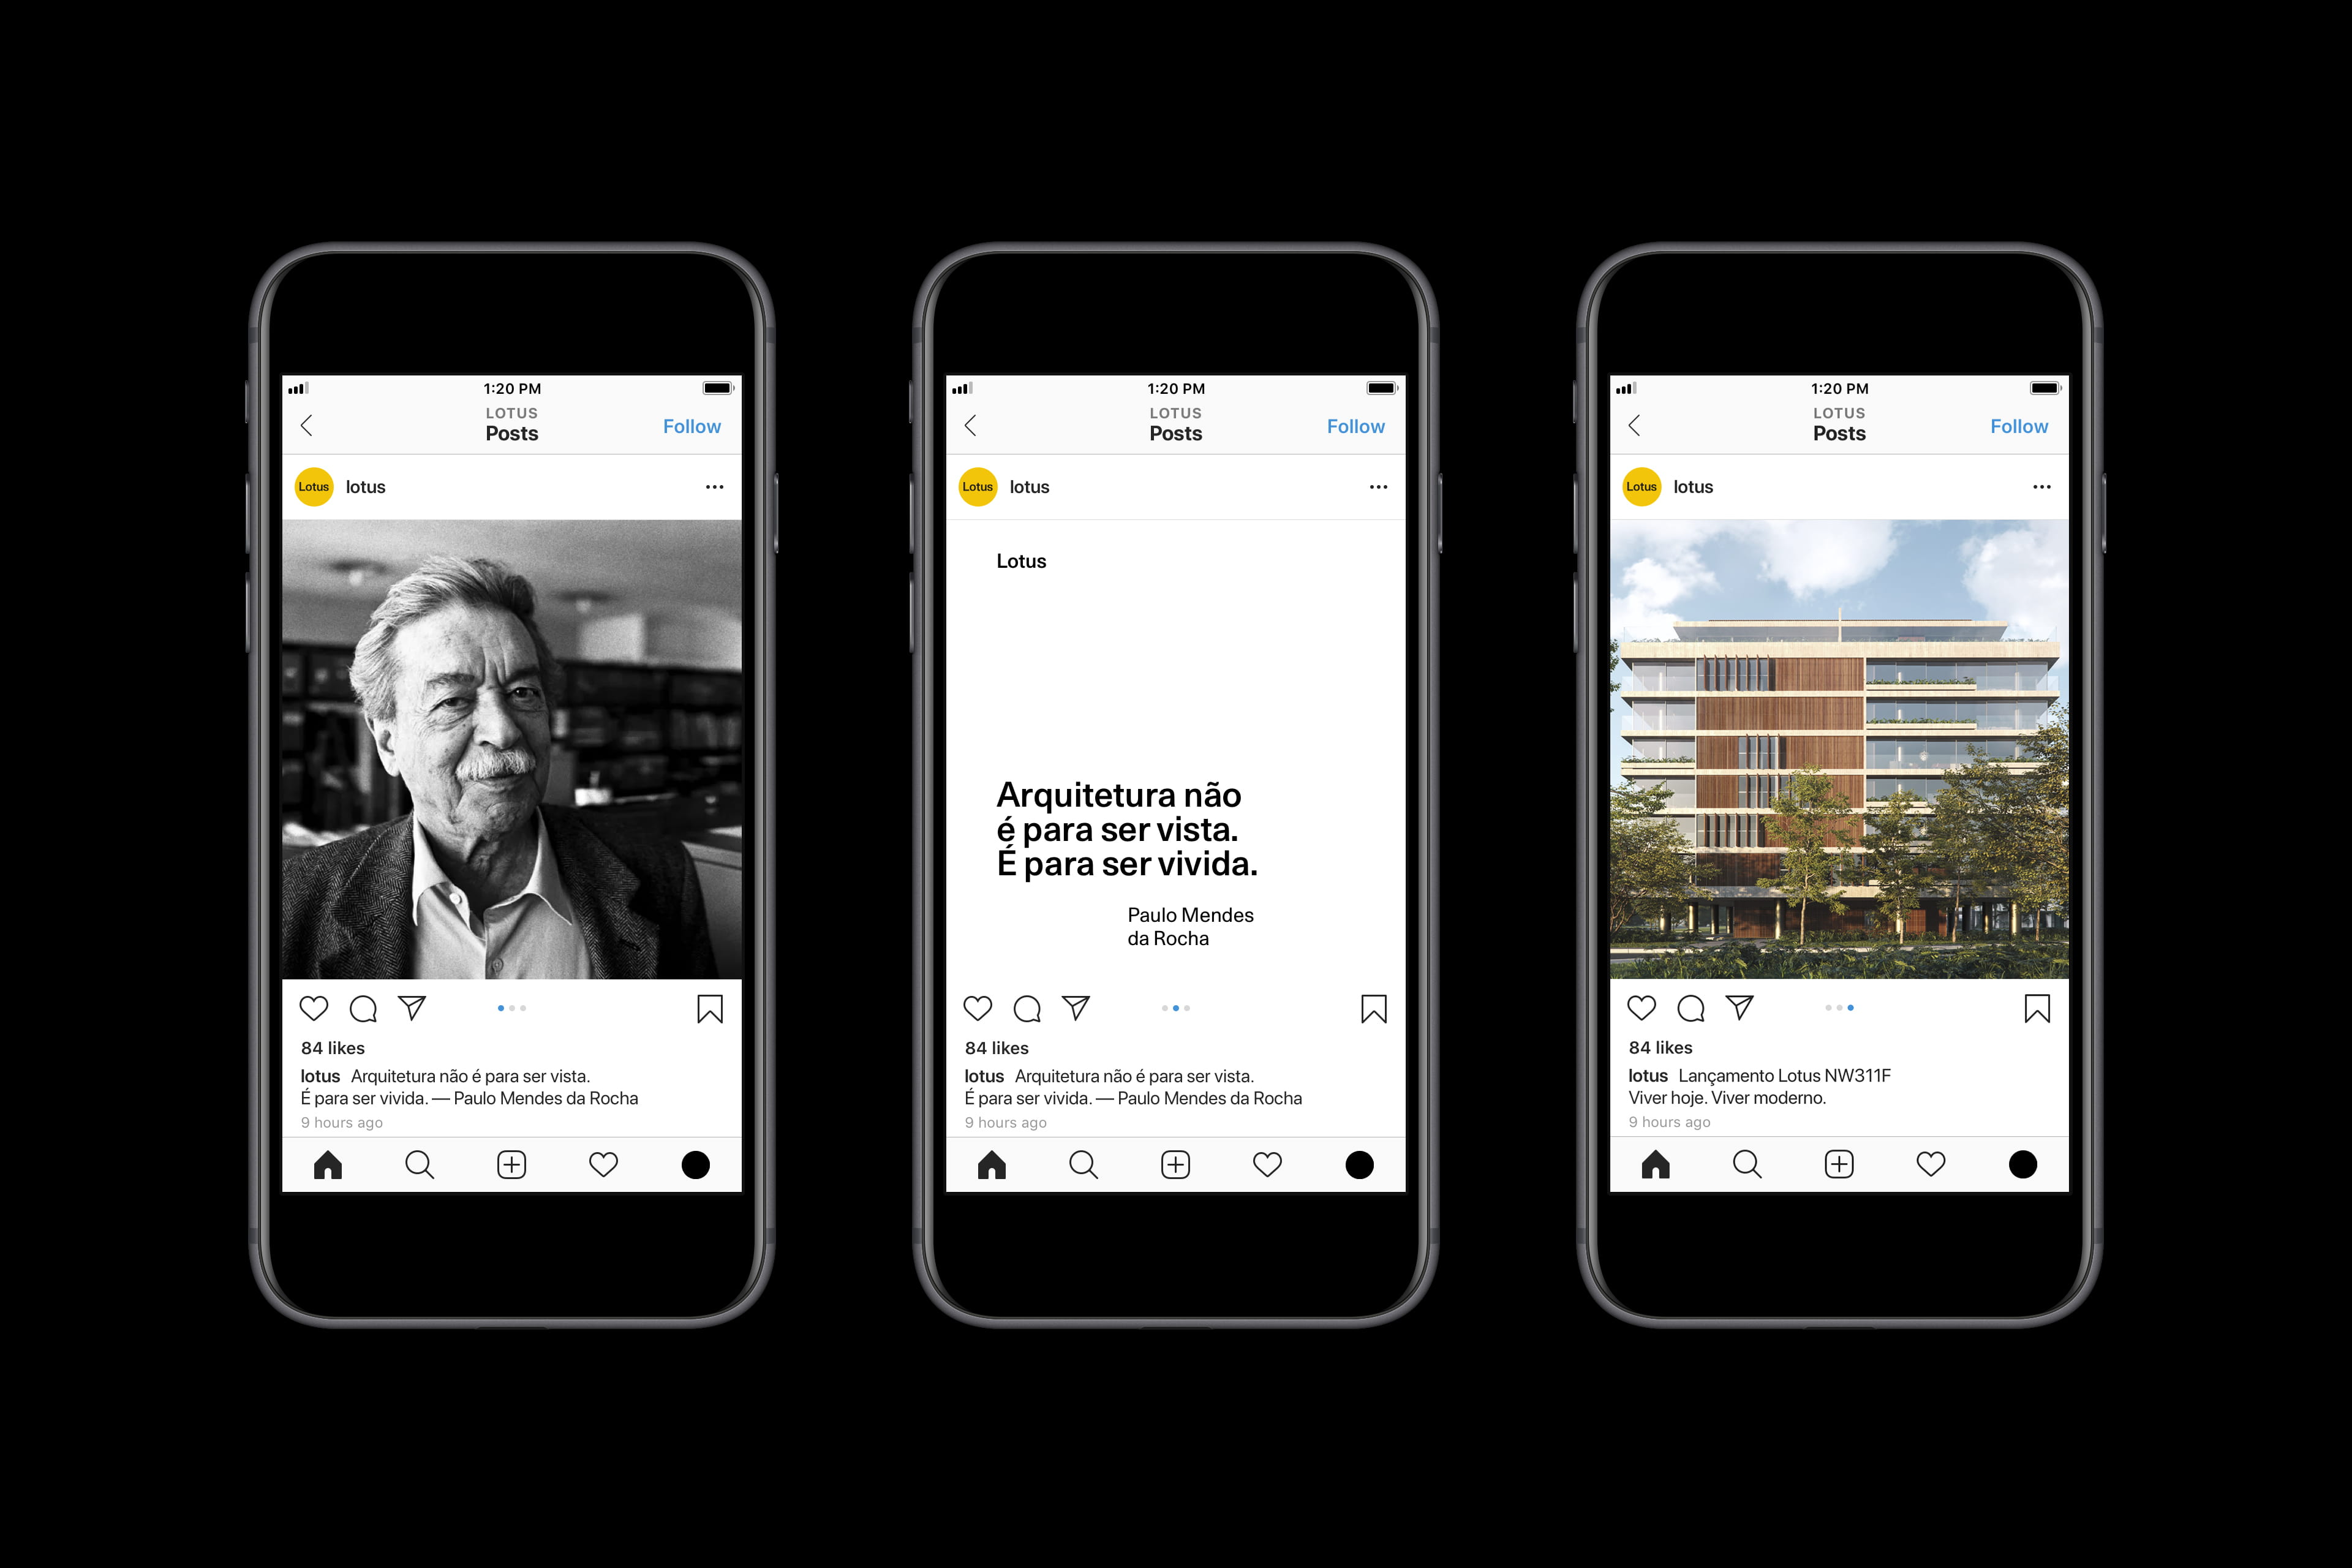 1:20 PM
LOTUS
Posts
Follow
Lotus
lotus
84 likes
lotus Arquitetura não é para ser vista.
É para ser vivida. — Paulo Mendes da Rocha
9 hours ago
1:20 PM
LOTUS
Posts
Follow
Lotus
lotus
Lotus
Arquitetura não
é para ser vista.
É para ser vivida.
Paulo Mendes
da Rocha
84 likes
lotus Arquitetura não é para ser vista.
É para ser vivida. — Paulo Mendes da Rocha
9 hours ago
1:20 PM
LOTUS
Posts
Follow
Lotus
lotus
84 likes
lotus Lançamento Lotus NW311F
Viver hoje. Viver moderno.
9 hours ago